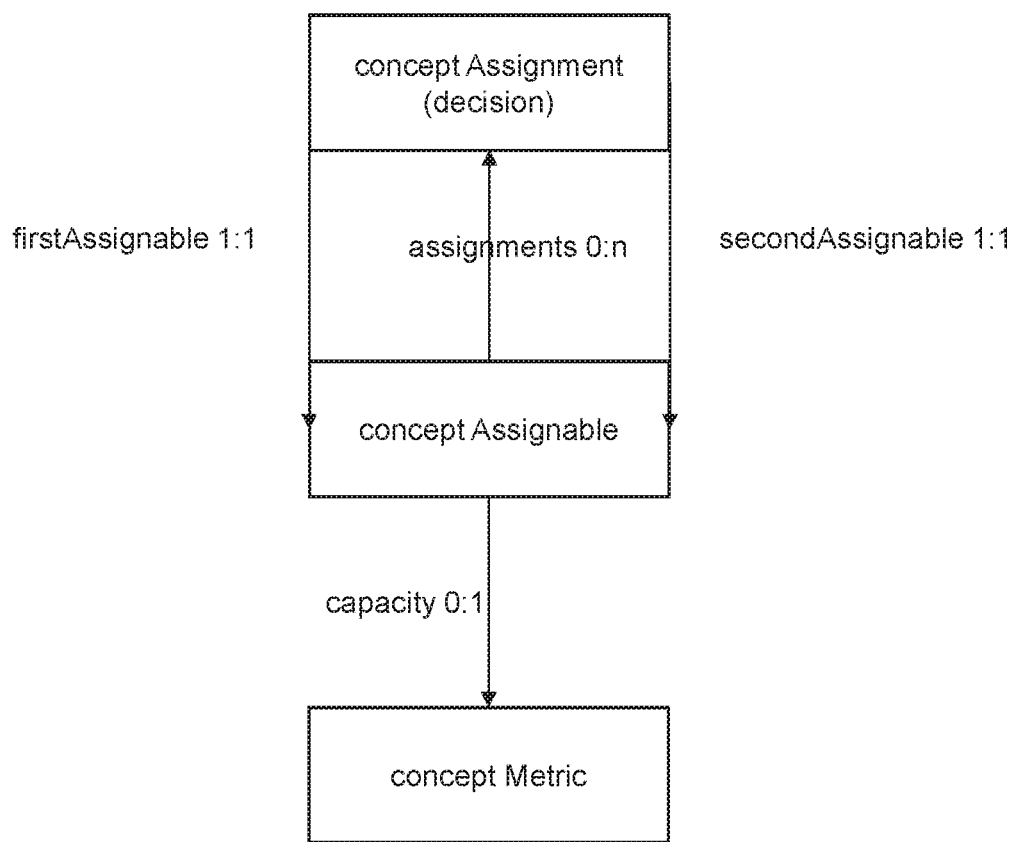 concept Assignment
(decision)
firstAssignable 1:1
assignments 0:n
secondAssignable 1:1
concept Assignable
capacity 0:1
concept Metric